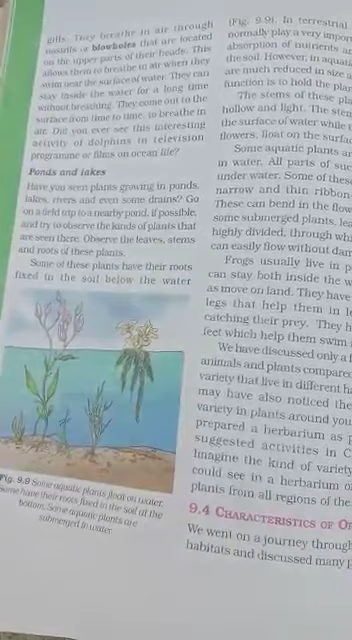 gills. They breathe in air through
nostrils or blowholes that are located
on the upper parts of their heads. This
allows them to breathe in air when they
swim near the surface of water. They can
stay inside the water for a long time
without breathing. They come out to the
surface from time to time, to breathe in
air. Did you ever see this interesting
activity of dolphins in television
programme or films on ocean life?
Ponds and lakes
Have you seen plants growing in ponds,
lakes, rivers and even some drains? Go
on a field trip to a nearby pond, if possible,
and try to observe the kinds of plants that
are seen there. Observe the leaves, stems
and roots of these plants.
Some of these plants have their roots
fixed in the soil below the water
Fig. 9.9 Some aquatic plants float on water.
Some have their roots fixed in the soil at the
bottom. Some aquatic plants are
submerged in water.
(Fig. 9.9). In terrestrial
normally play a very
absorption of nutrients
the soil. However, in
are much reduced in size
function is to hold the
The stems of these
hollow and light. The
the surface of water while
flowers, float on the
Some aquatic plants
in water. All parts of
under water. Some of
narrow and thin ribbon
These can bend in the
some submerged plants,
highly divided, through
can easily flow without
Frogs usually live in
can stay both inside the
as move on land. They have
legs that help them in
catching their prey. They
feet which help them swim
We have discussed only a
animals and plants compared
variety that live in different
may have also noticed the
variety in plants around you
prepared a herbarium as
suggested activities in
Imagine the kind of variety
could see in a herbarium
plants from all regions of the
9.4 CHARACTERISTICS OF
We went on a journey through
habitats and discussed many